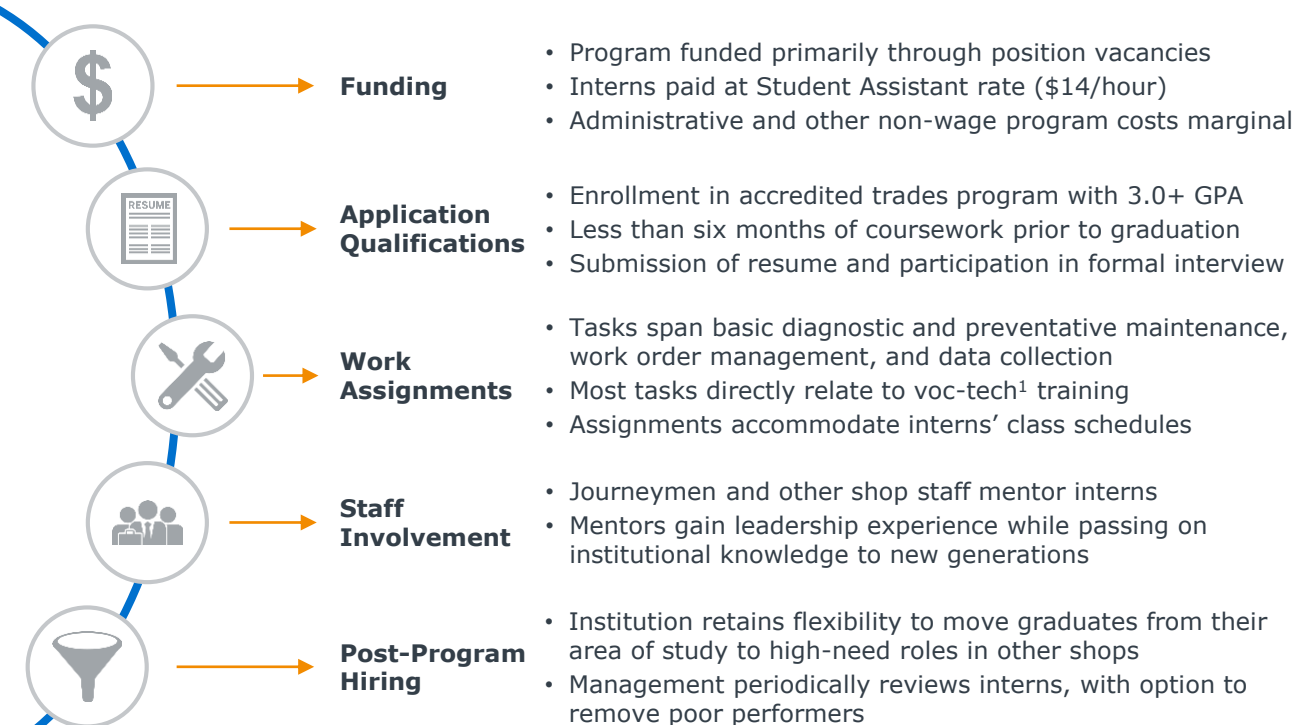 $
Funding
• Program funded primarily through position vacancies
• Interns paid at Student Assistant rate ($14/hour)
• Administrative and other non-wage program costs marginal
RESUME
Application
Qualifications
• Enrollment in accredited trades program with 3.0+ GPA
• Less than six months of coursework prior to graduation
• Submission of resume and participation in formal interview
Work
Assignments
• Tasks span basic diagnostic and preventative maintenance,
work order management, and data collection
• Most tasks directly relate to voc-tech¹ training
• Assignments accommodate interns’ class schedules
Staff
Involvement
• Journeymen and other shop staff mentor interns
• Mentors gain leadership experience while passing on
institutional knowledge to new generations
Post-Program
Hiring
• Institution retains flexibility to move graduates from their
area of study to high-need roles in other shops
• Management periodically reviews interns, with option to
remove poor performers